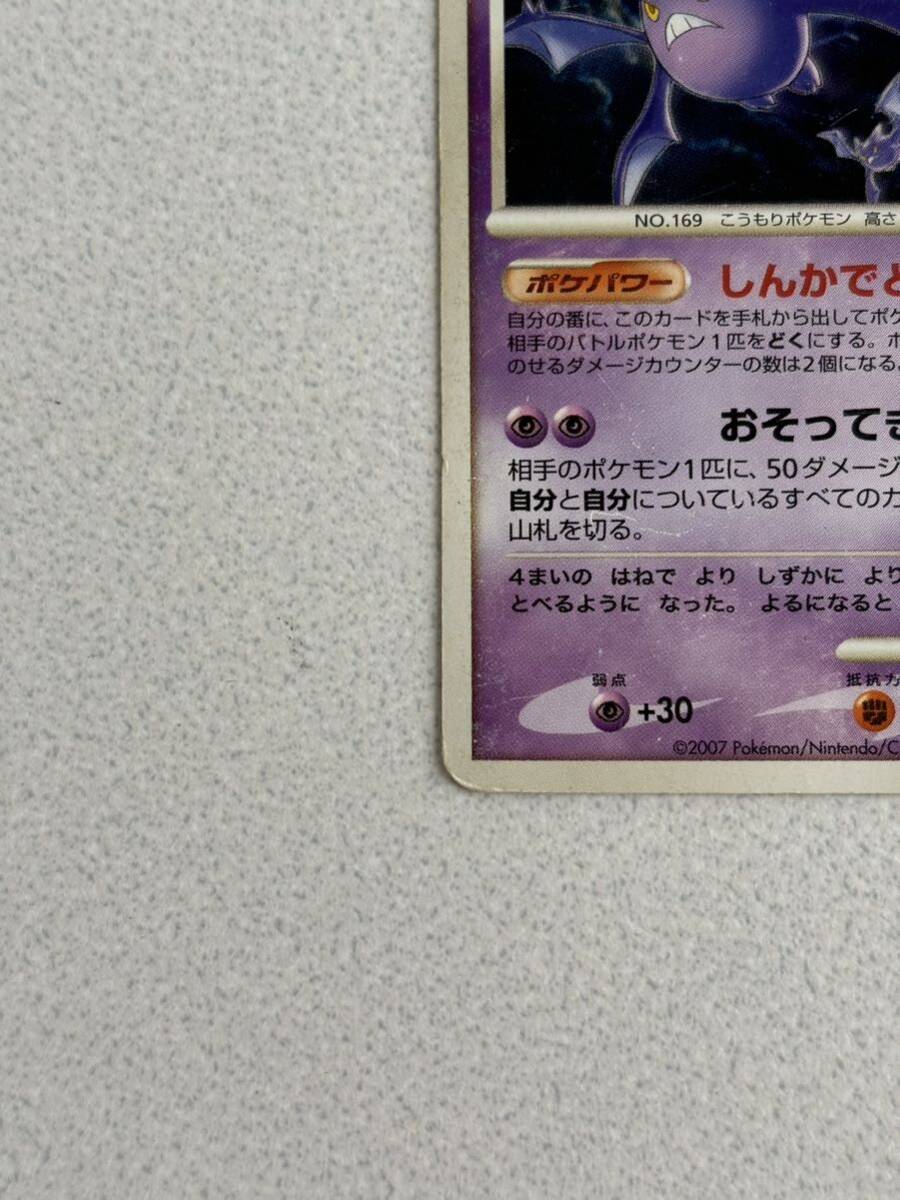 NO.169 こうもりポケモン 高さ
ポケパワー しんかでど
自分の番に、このカードを手札から出してポケ
相手のバトルポケモン1匹をどくにする。ポ
のせるダメージカウンターの数は2個になる。
おそってき
相手のポケモン1匹に、50ダメージ
自分と自分についているすべてのカ
山札を切る。
4まいの はねで より しずかに より
とべるように なった。 よるになると
弱点 抵抗力
+30
©2007 Pokémon/Nintendo/C